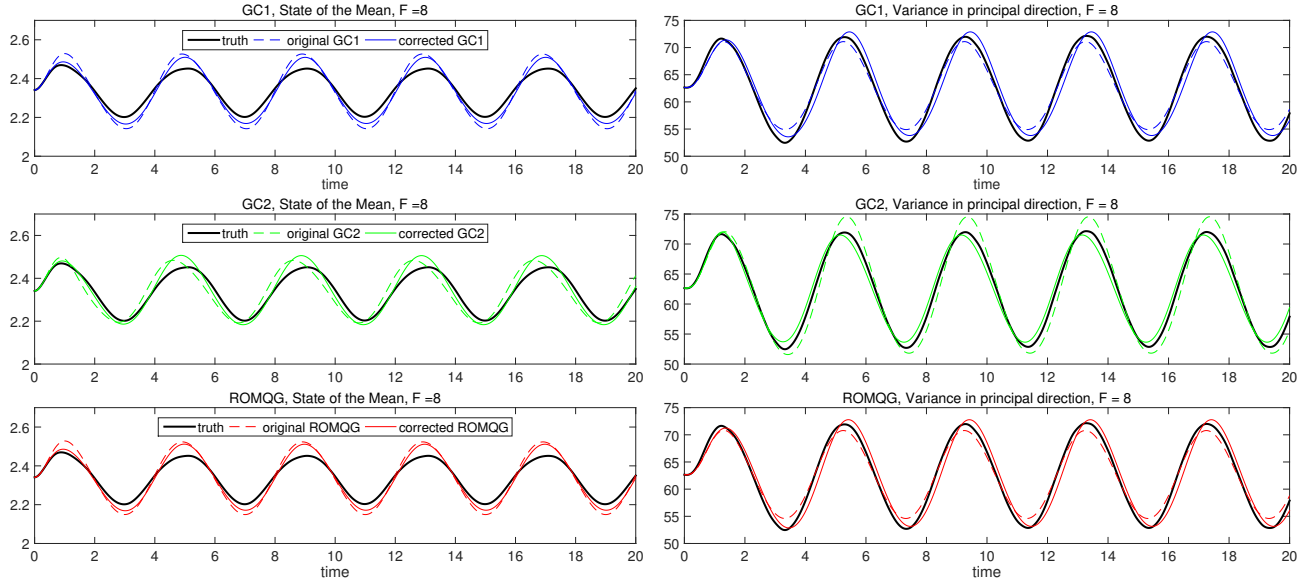 GC1, State of the Mean, F =8
2.6
2.4
2.2
2
truth original GC1 corrected GC1
0 2 4 6 8 10 12 14 16 18 20
time
GC1, Variance in principal direction, F = 8
75
70
65
60
55
50
0 2 4 6 8 10 12 14 16 18 20
time
GC2, State of the Mean, F =8
2.6
2.4
2.2
2
truth original GC2 corrected GC2
0 2 4 6 8 10 12 14 16 18 20
GC2, Variance in principal direction, F = 8
75
70
65
60
55
50
0 2 4 6 8 10 12 14 16 18 20
ROMQG, State of the Mean, F =8
2.6
2.4
2.2
2
truth original ROMQG corrected ROMQG
0 2 4 6 8 10 12 14 16 18 20
time
ROMQG, Variance in principal direction, F = 8
75
70
65
60
55
50
0 2 4 6 8 10 12 14 16 18 20
time